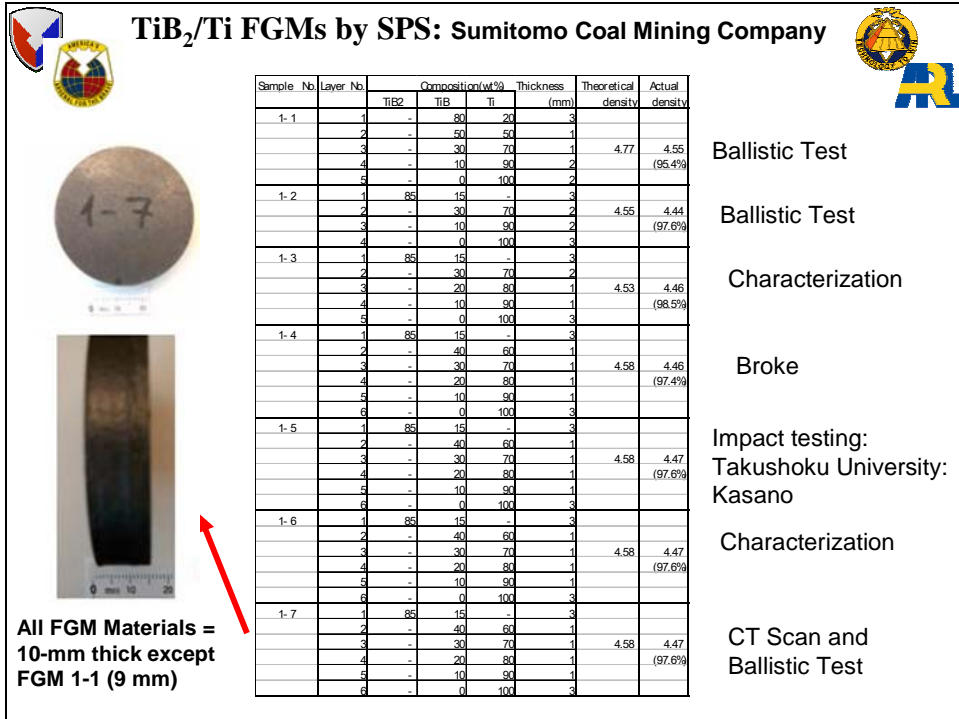 TiB2/Ti FGMs by SPS: Sumitomo Coal Mining Company
Sample No. Layer No. Composition(wt%) Thickness Theoretical Actual
TiB2 TiB Ti (mm) density density
1-1 1 - 80 20 3
2 - 50 50 1
3 - 30 70 1 4.77 4.55
4 - 10 90 2 (95.4%)
5 - 0 100 2
Ballistic Test
1-2 1 85 15 - 3
2 - 30 70 2 4.55 4.44
3 - 10 90 2 (97.6%)
4 - 0 100 3
Ballistic Test
1-3 1 85 15 - 3
2 - 30 70 2
3 - 20 80 1 4.53 4.46
4 - 10 90 1 (98.5%)
5 - 0 100 3
Characterization
1-4 1 85 15 - 3
2 - 40 60 1
3 - 30 70 1 4.58 4.46
4 - 20 80 1 (97.4%)
5 - 10 90 1
6 - 0 100 3
Broke
1-5 1 85 15 - 3
2 - 40 60 1
3 - 30 70 1 4.58 4.47
4 - 20 80 1 (97.6%)
5 - 10 90 1
6 - 0 100 3
Impact testing:
Takushoku University:
Kasano
1-6 1 85 15 - 3
2 - 40 60 1
3 - 30 70 1 4.58 4.47
4 - 20 80 1 (97.6%)
5 - 10 90 1
6 - 0 100 3
Characterization
1-7 1 85 15 - 3
2 - 40 60 1
3 - 30 70 1 4.58 4.47
4 - 20 80 1 (97.6%)
5 - 10 90 1
6 - 0 100 3
CT Scan and
Ballistic Test
1-7
0 mm 10 20
All FGM Materials =
10-mm thick except
FGM 1-1 (9 mm)
ARL